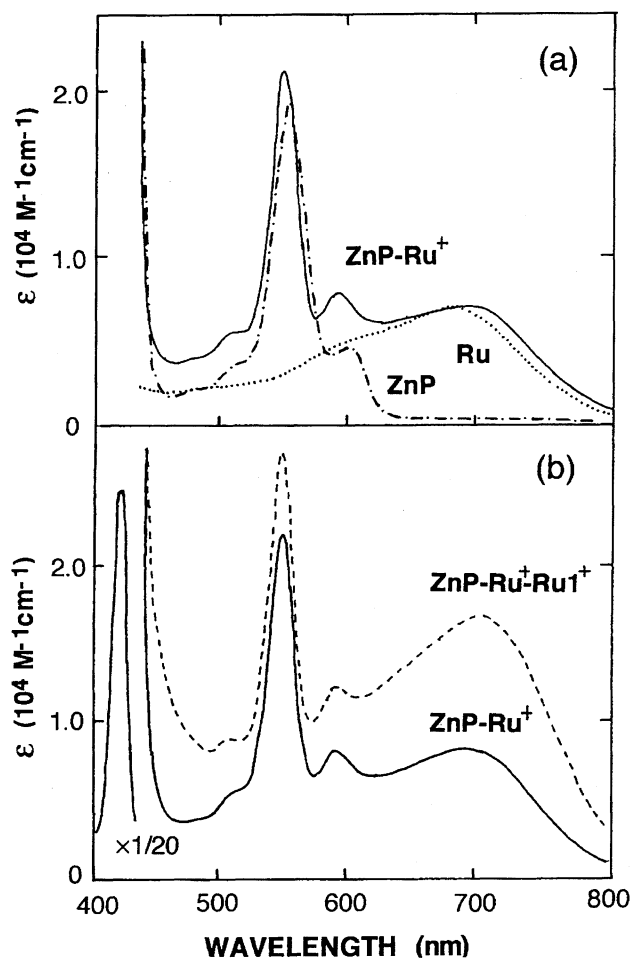 (a)
2.0
1.0
0
ε (10⁴ M⁻¹cm⁻¹)
ZnP-Ru⁺
Ru
ZnP
(b)
2.0
1.0
0
ε (10⁴ M⁻¹cm⁻¹)
ZnP-Ru⁺-Ru1⁺
ZnP-Ru⁺
×1/20
400 500 600 700 800
WAVELENGTH (nm)